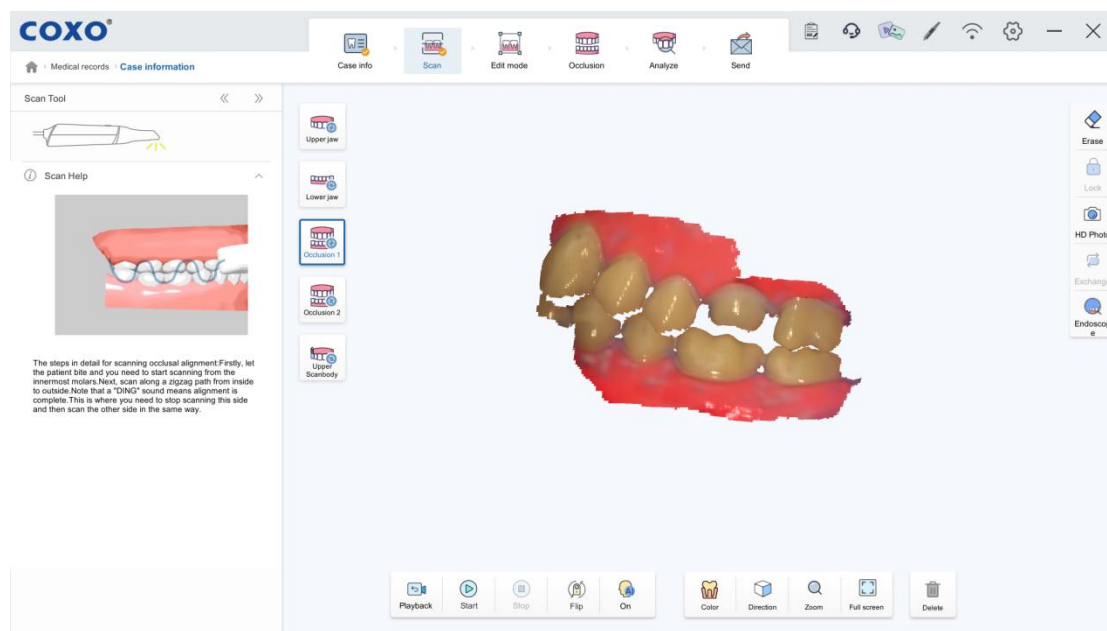 COXO®
Case info
Scan
Edit mode
Occlusion
Analyze
Send
Medical records
Case information
Scan Tool
Scan Help
The steps in detail for scanning occlusal alignment:Firstly, let
the patient bite and you need to start scanning from the
innermost molars.Next, scan along a zigzag path from inside
to outside.Note that a "DING" sound means alignment is
complete.This is where you need to stop scanning this side
and then scan the other side in the same way.
Upper jaw
Lower jaw
Occlusion 1
Occlusion 2
Upper
Scanbody
Erase
Lock
HD Photo
Exchange
Endoscop
e
Playback
Start
Stop
Flip
On
Color
Direction
Zoom
Full screen
Delete